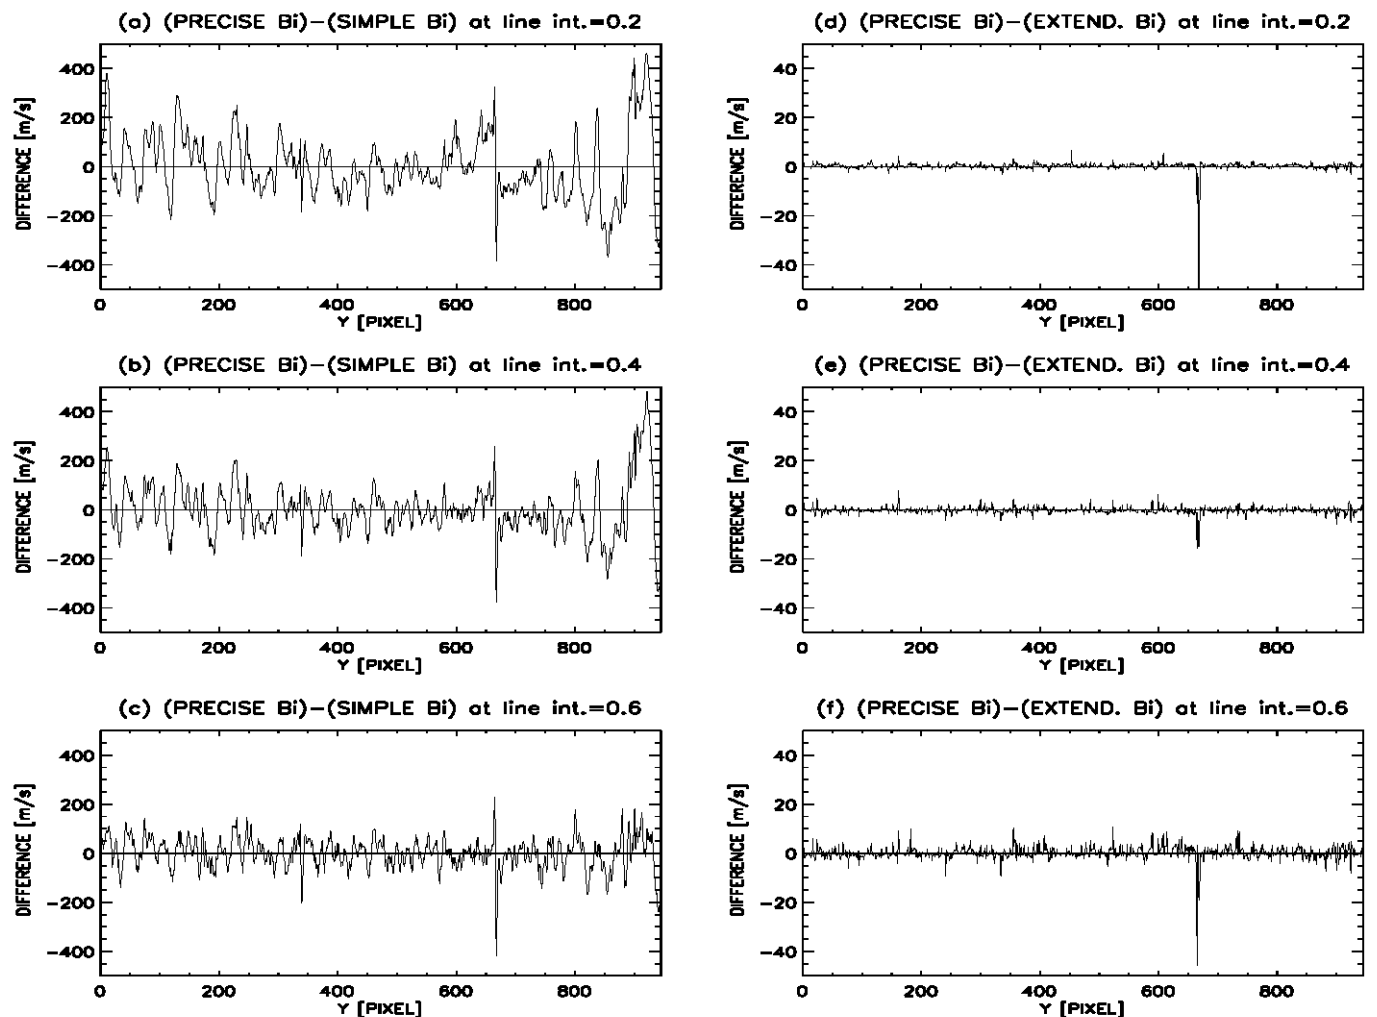 (a) (PRECISE Bi)−(SIMPLE Bi) at line int.=0.2
DIFFERENCE [m/s]
400
200
0
−200
−400
0 200 400 600 800
Y [PIXEL]
(d) (PRECISE Bi)−(EXTEND. Bi) at line int.=0.2
DIFFERENCE [m/s]
40
20
0
−20
−40
0 200 400 600 800
Y [PIXEL]
(b) (PRECISE Bi)−(SIMPLE Bi) at line int.=0.4
DIFFERENCE [m/s]
400
200
0
−200
−400
0 200 400 600 800
Y [PIXEL]
(e) (PRECISE Bi)−(EXTEND. Bi) at line int.=0.4
DIFFERENCE [m/s]
40
20
0
−20
−40
0 200 400 600 800
Y [PIXEL]
(c) (PRECISE Bi)−(SIMPLE Bi) at line int.=0.6
DIFFERENCE [m/s]
400
200
0
−200
−400
0 200 400 600 800
Y [PIXEL]
(f) (PRECISE Bi)−(EXTEND. Bi) at line int.=0.6
DIFFERENCE [m/s]
40
20
0
−20
−40
0 200 400 600 800
Y [PIXEL]